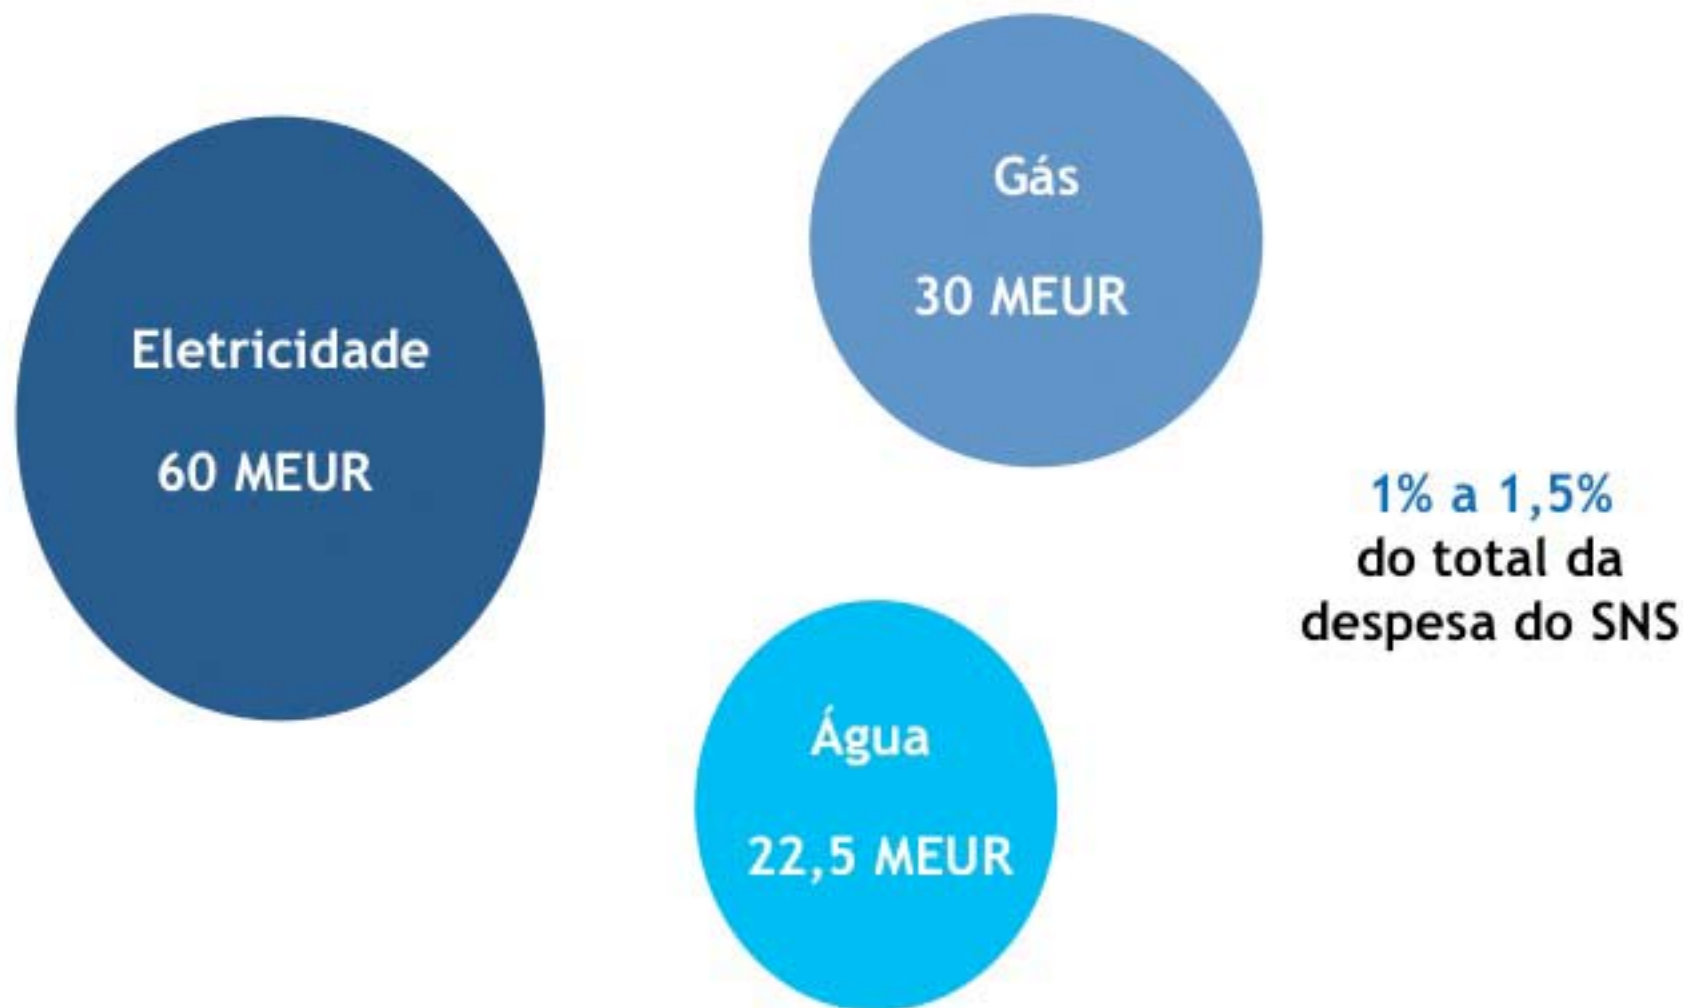 Eletricidade
60 MEUR
Gás
30 MEUR
Água
22,5 MEUR
1% a 1,5%
do total da
despesa do SNS